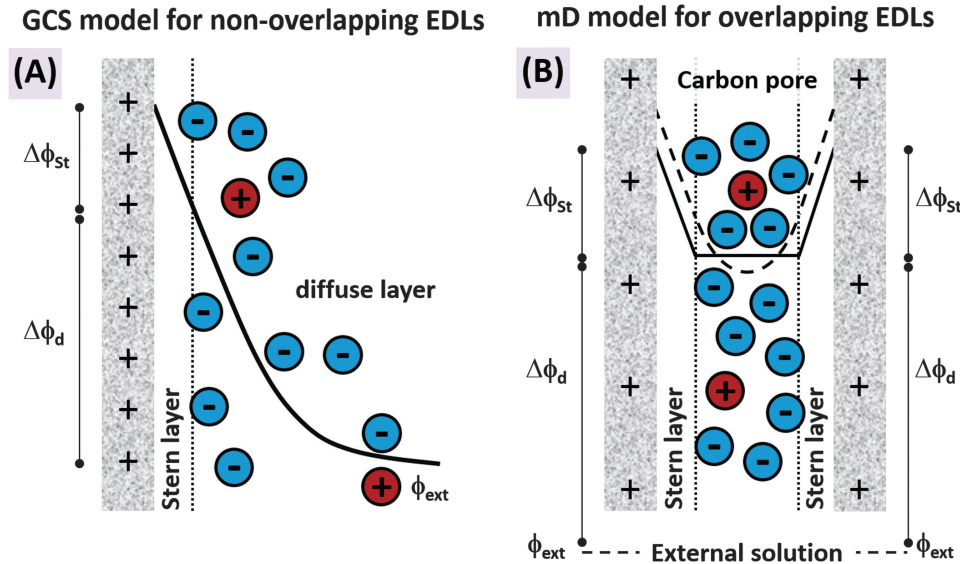 GCS model for non-overlapping EDLs
(A)
Δϕ_St
Δϕ_d
+
+
+
+
+
+
+
+
-
-
-
+
-
-
-
-
-
-
-
+
diffuse layer
Stern layer
ϕ_ext
mD model for overlapping EDLs
(B)
Carbon pore
Δϕ_St
Δϕ_d
ϕ_ext
+
+
+
+
+
-
-
-
+
-
-
-
-
-
-
+
-
-
-
Stern layer
Stern layer
+
+
+
+
+
Δϕ_St
Δϕ_d
ϕ_ext
External solution